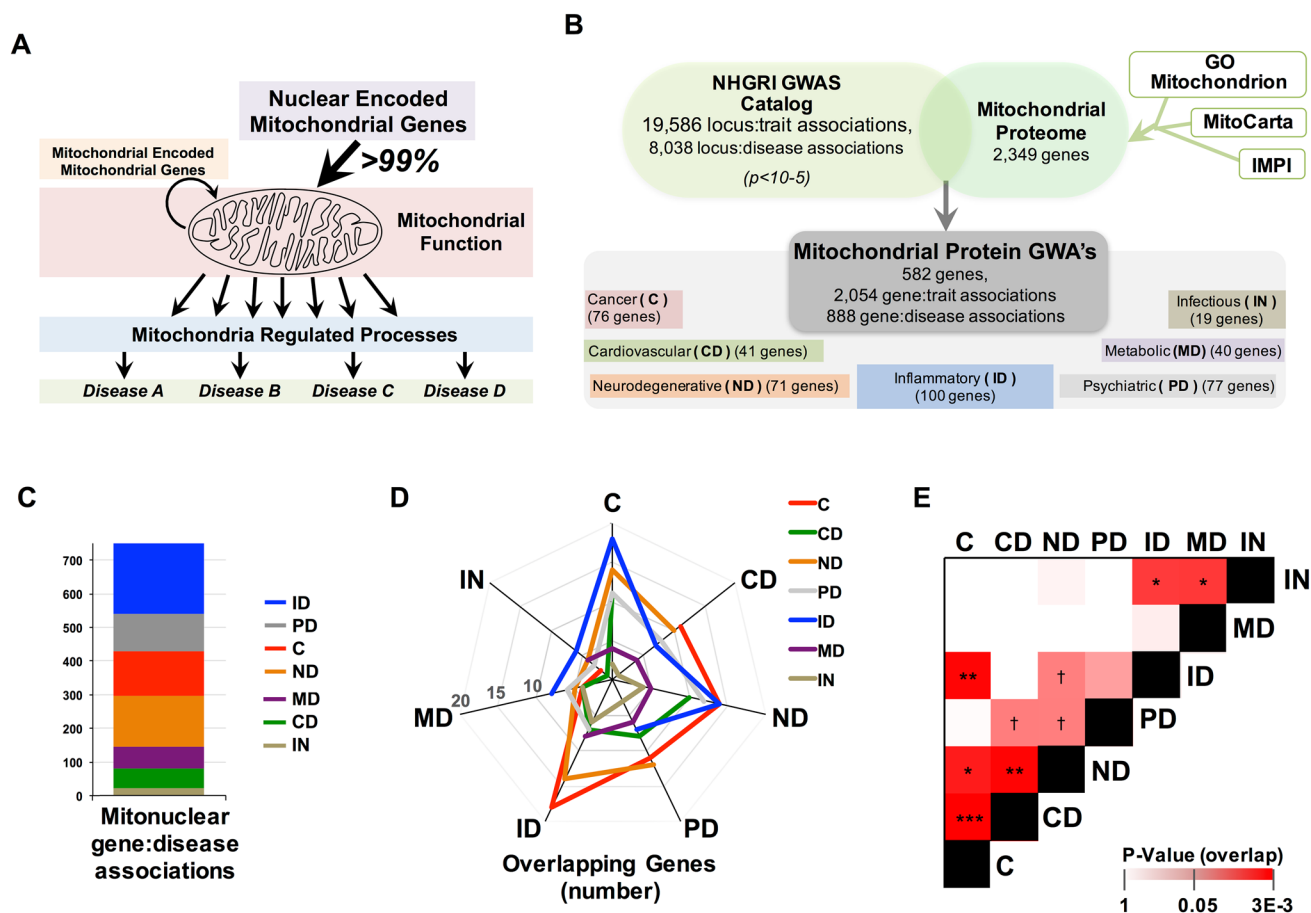 A
Nuclear Encoded
Mitochondrial Genes
Mitochondrial Encoded
Mitochondrial Genes
>99%
Mitochondrial
Function
Mitochondria Regulated Processes
Disease A
Disease B
Disease C
Disease D
B
NHGRI GWAS
Catalog
19,586 locus:trait associations,
8,038 locus:disease associations
(p<10-5)
Mitochondrial
Proteome
2,349 genes
GO
Mitochondrion
MitoCarta
IMPI
Mitochondrial Protein GWA's
582 genes,
2,054 gene:trait associations
888 gene:disease associations
Cancer ( C )
(76 genes)
Infectious ( IN )
(19 genes)
Cardiovascular ( CD ) (41 genes)
Metabolic ( MD) (40 genes)
Neurodegenerative ( ND ) (71 genes)
Inflammatory ( ID )
(100 genes)
Psychiatric ( PD ) (77 genes)
C
700
600
500
400
300
200
100
0
ID
PD
C
ND
MD
CD
IN
Mitonuclear
gene:disease
associations
D
C
CD
ND
PD
ID
MD
IN
20
15
10
C
CD
ND
PD
ID
MD
IN
Overlapping Genes
(number)
E
C CD ND PD ID MD IN
* * IN
MD
** † ID
† † PD
* ** ND
*** CD
C
P-Value (overlap)
1 0.05 3E-3